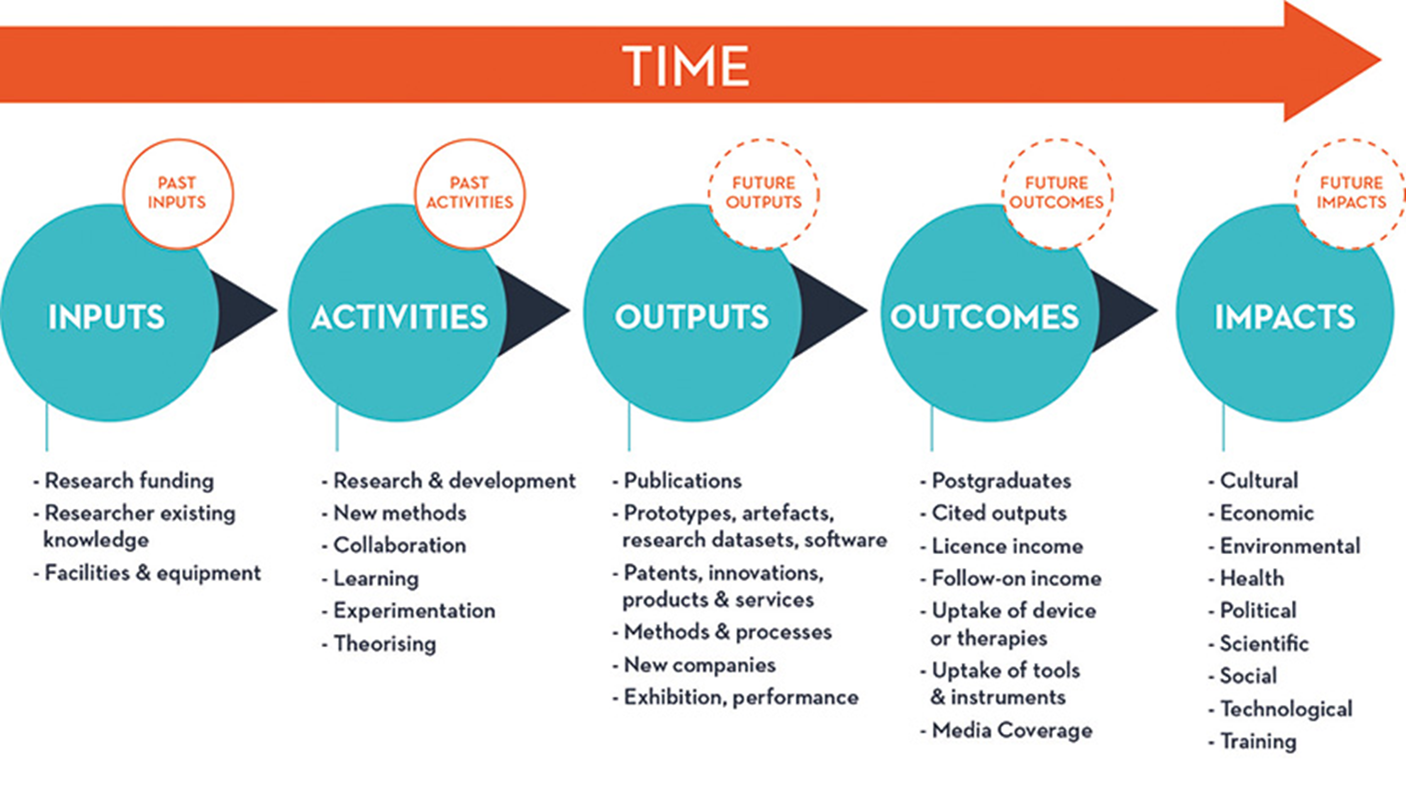 TIME
PAST
INPUTS
PAST
ACTIVITIES
FUTURE
OUTPUTS
FUTURE
OUTCOMES
FUTURE
IMPACTS
INPUTS
ACTIVITIES
OUTPUTS
OUTCOMES
IMPACTS
- Research funding
- Researcher existing
knowledge
- Facilities & equipment
- Research & development
- New methods
- Collaboration
- Learning
- Experimentation
- Theorising
- Publications
- Prototypes, artefacts,
research datasets, software
- Patents, innovations,
products & services
- Methods & processes
- New companies
- Exhibition, performance
- Postgraduates
- Cited outputs
- Licence income
- Follow-on income
- Uptake of device
or therapies
- Uptake of tools
& instruments
- Media Coverage
- Cultural
- Economic
- Environmental
- Health
- Political
- Scientific
- Social
- Technological
- Training